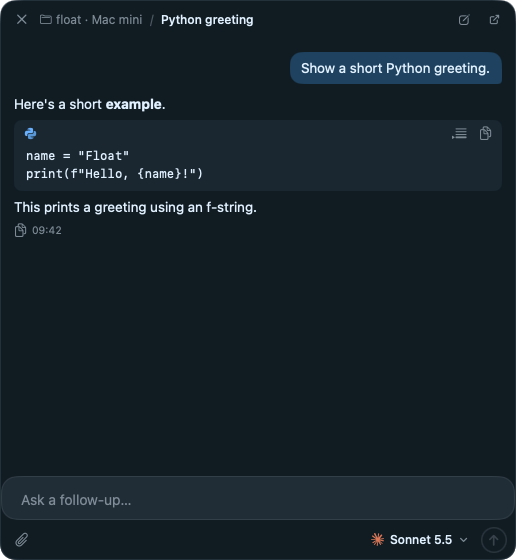 float · Mac mini / Python greeting
Show a short Python greeting.
Here's a short example.
name = "Float"
print(f"Hello, {name}!")
This prints a greeting using an f-string.
09:42
Ask a follow-up...
Sonnet 5.5